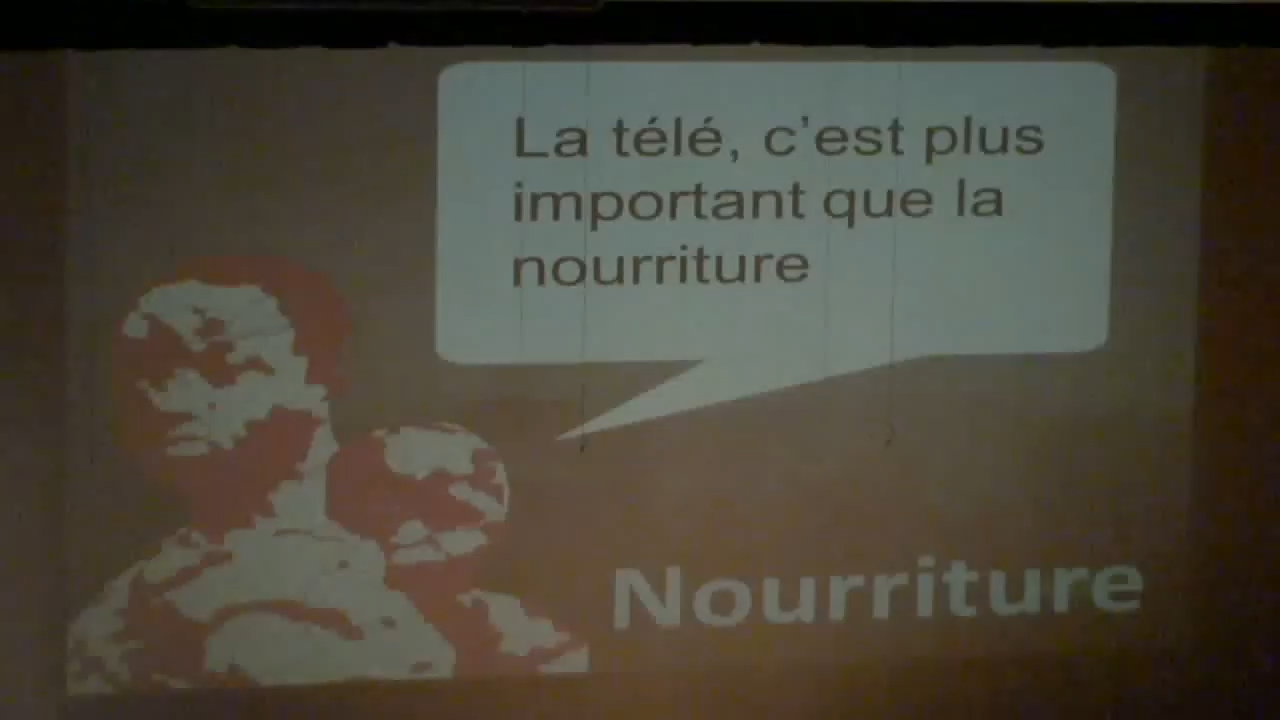 La télé, c’est plus
important que la
nourriture
Nourriture